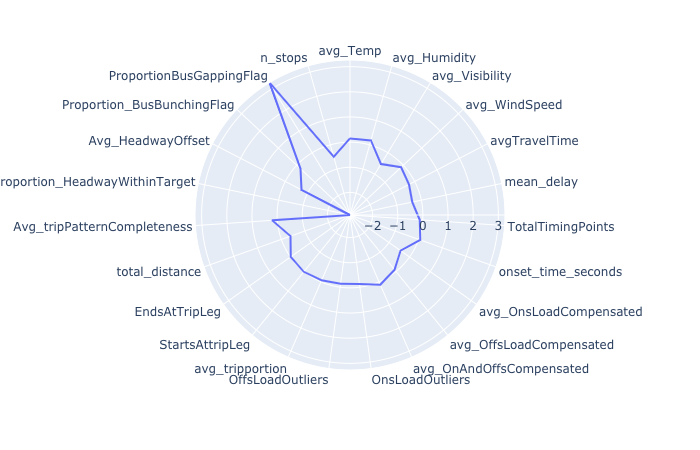 avg_Temp
n_stops
avg_Humidity
ProportionBusGappingFlag
avg_Visibility
Proportion_BusBunchingFlag
avg_WindSpeed
Avg_HeadwayOffset
avgTravelTime
roportion_HeadwayWithinTarget
mean_delay
Avg_tripPatternCompleteness
−2 −1 0 1 2 3
TotalTimingPoints
total_distance
onset_time_seconds
EndsAtTripLeg
avg_OnsLoadCompensated
StartsAttripLeg
avg_OffsLoadCompensated
avg_tripportion
avg_OnAndOffsCompensated
OffsLoadOutliers
OnsLoadOutliers